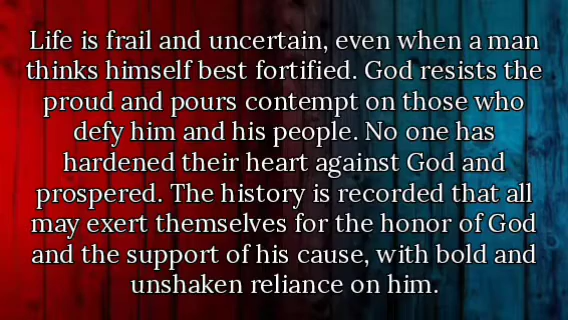 Life is frail and uncertain, even when a man
thinks himself best fortified. God resists the
proud and pours contempt on those who
defy him and his people. No one has
hardened their heart against God and
prospered. The history is recorded that all
may exert themselves for the honor of God
and the support of his cause, with bold and
unshaken reliance on him.